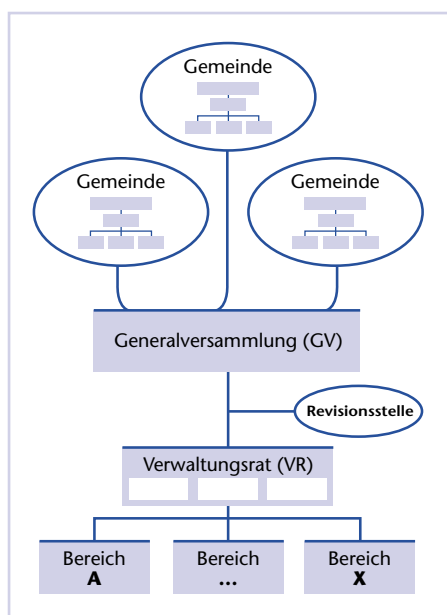 Gemeinde
Gemeinde
Gemeinde
Generalversammlung (GV)
Revisionsstelle
Verwaltungsrat (VR)
Bereich
A
Bereich
...
Bereich
X